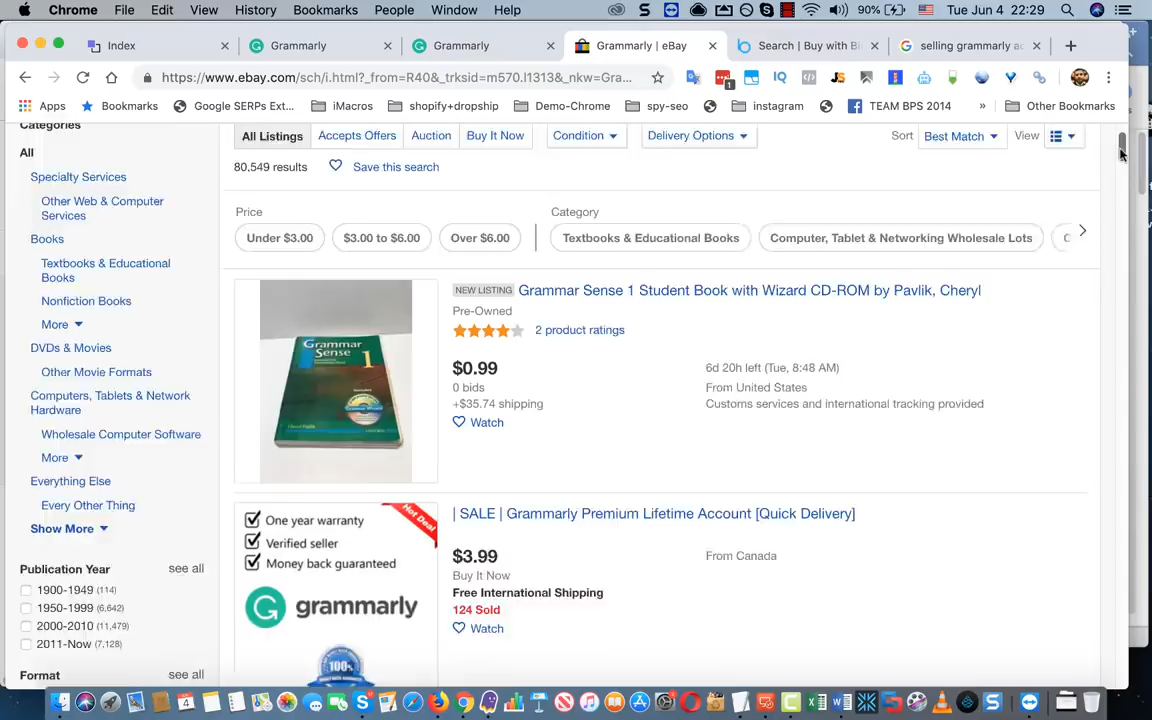 Chrome File Edit View History Bookmarks People Window Help 90% Tue Jun 4 22:29
Index Grammarly Grammarly Grammarly | eBay Search | Buy with Bi selling grammarly a
https://www.ebay.com/sch/i.html?_from=R40&_trksid=m570.l1313&_nkw=Gra...
Apps Bookmarks Google SERPs Ext... iMacros shopify+dropship Demo-Chrome spy-seo instagram TEAM BPS 2014 » Other Bookmarks
Categories
All
Specialty Services
Other Web & Computer
Services
Books
Textbooks & Educational
Books
Nonfiction Books
More
DVDs & Movies
Other Movie Formats
Computers, Tablets & Network
Hardware
Wholesale Computer Software
More
Everything Else
Every Other Thing
Show More
Publication Year see all
1900-1949 (114)
1950-1999 (6,642)
2000-2010 (11,479)
2011-Now (7,128)
Format see all
All Listings Accepts Offers Auction Buy It Now Condition Delivery Options Sort Best Match View
80,549 results Save this search
Price Category
Under $3.00 $3.00 to $6.00 Over $6.00 Textbooks & Educational Books Computer, Tablet & Networking Wholesale Lots
NEW LISTING Grammar Sense 1 Student Book with Wizard CD-ROM by Pavlik, Cheryl
Pre-Owned
2 product ratings
$0.99 6d 20h left (Tue, 8:48 AM)
0 bids From United States
+$35.74 shipping Customs services and international tracking provided
Watch
Grammar
Sense 1
| SALE | Grammarly Premium Lifetime Account [Quick Delivery]
$3.99 From Canada
Buy It Now
Free International Shipping
124 Sold
Watch
Hot Deal
One year warranty
Verified seller
Money back guaranteed
grammarly
100%